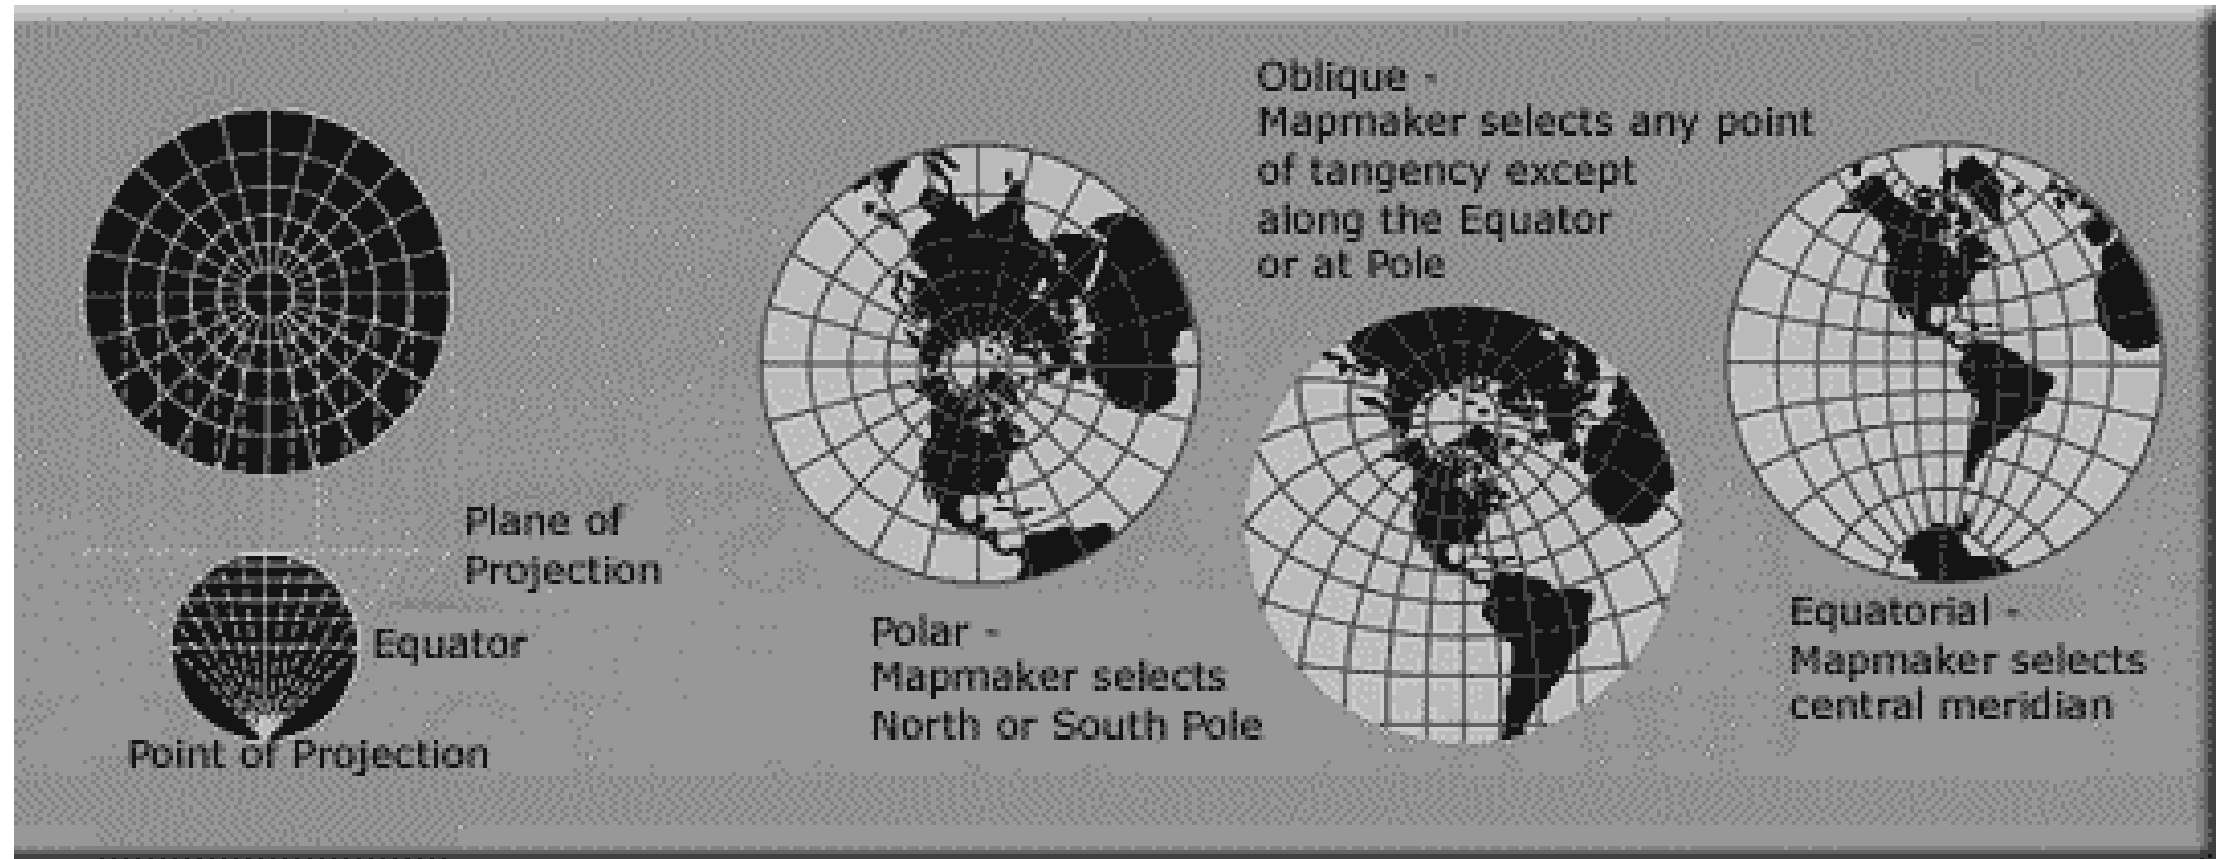 Plane of
Projection
Equator
Point of Projection
Polar -
Mapmaker selects
North or South Pole
Oblique -
Mapmaker selects any point
of tangency except
along the Equator
or at Pole
Equatorial -
Mapmaker selects
central meridian